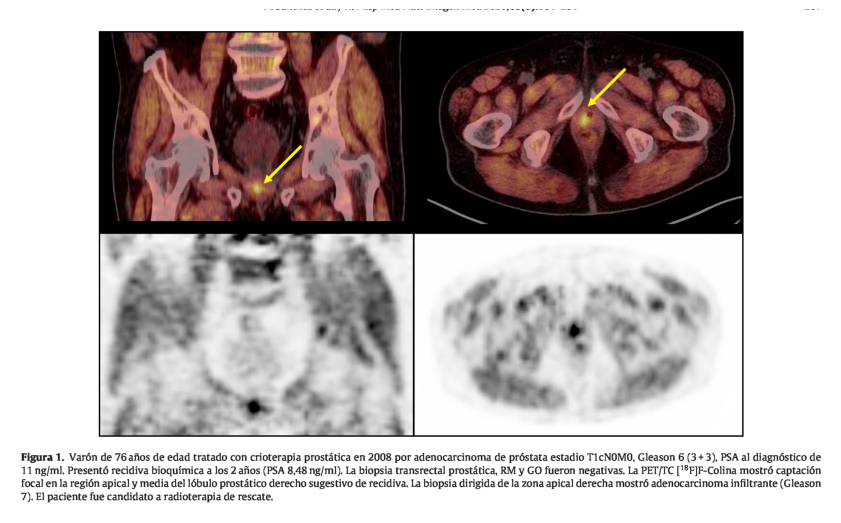 Figura 1. Varón de 76 años de edad tratado con crioterapia prostática en 2008 por adenocarcinoma de próstata estadio T1cN0M0, Gleason 6 (3 + 3), PSA al diagnóstico de
11 ng/ml. Presentó recidiva bioquímica a los 2 años (PSA 8,48 ng/ml). La biopsia transrectal prostática, RM y GO fueron negativas. La PET/TC [¹⁸F]F-Colina mostró captación
focal en la región apical y media del lóbulo prostático derecho sugestivo de recidiva. La biopsia dirigida de la zona apical derecha mostró adenocarcinoma infiltrante (Gleason
7). El paciente fue candidato a radioterapia de rescate.